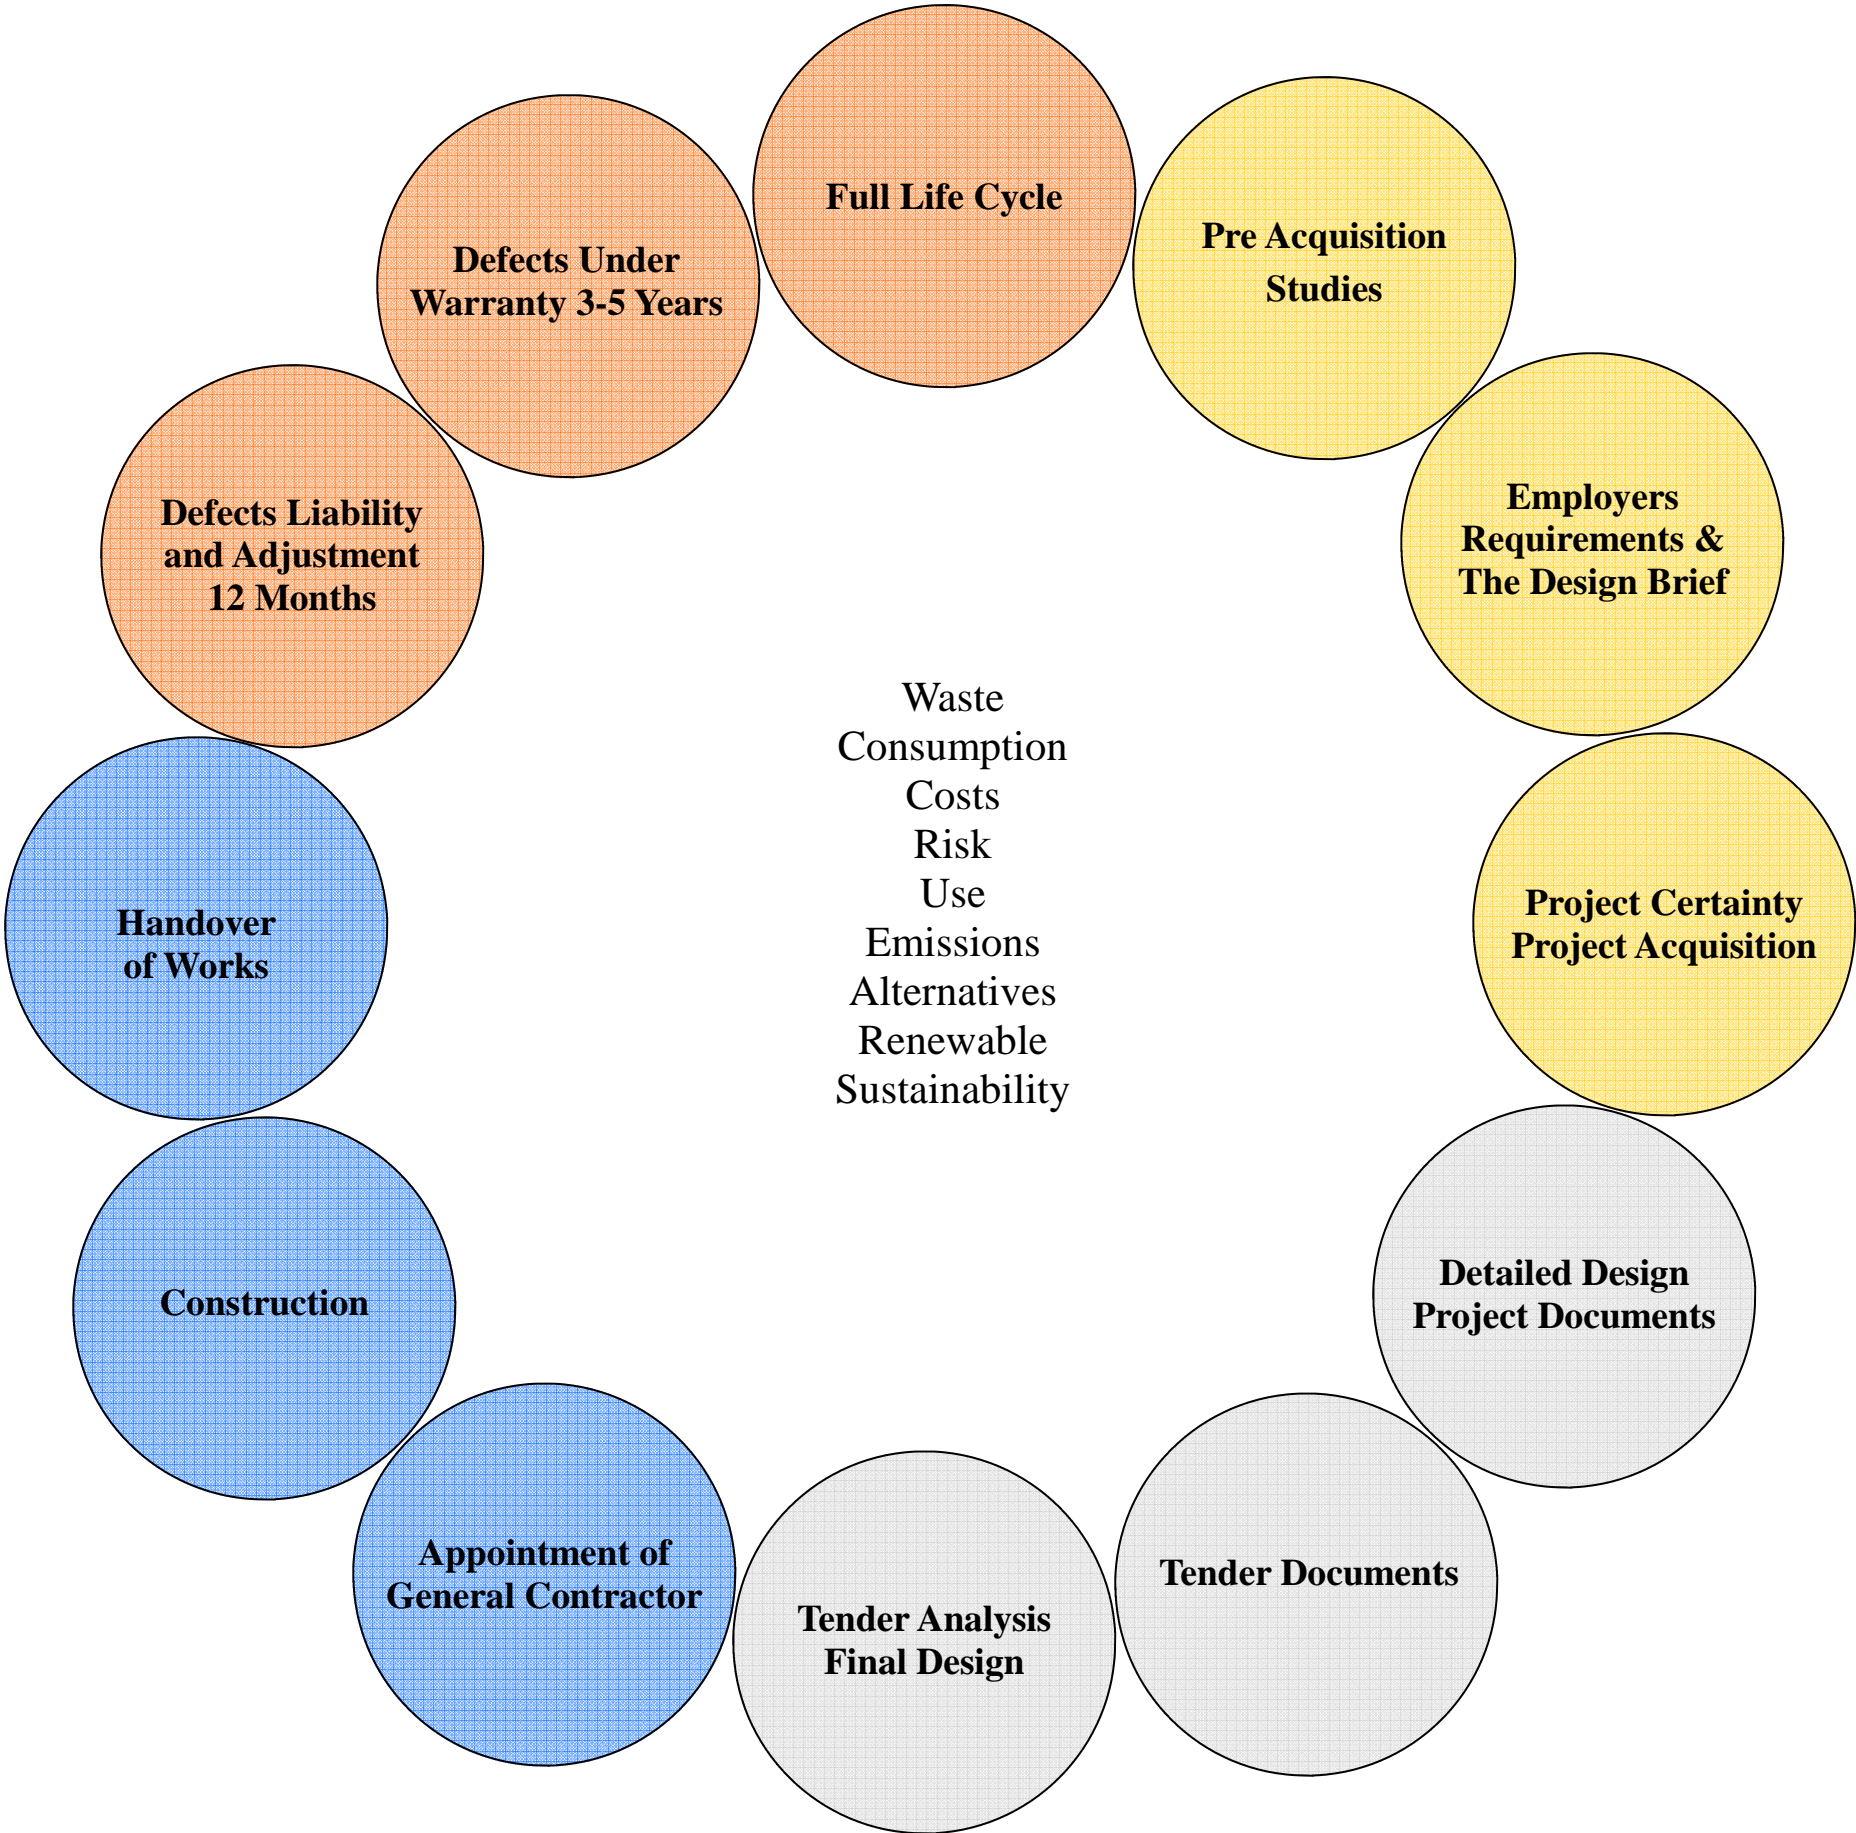 Full Life Cycle
Pre Acquisition
Studies
Employers
Requirements &
The Design Brief
Project Certainty
Project Acquisition
Detailed Design
Project Documents
Tender Documents
Tender Analysis
Final Design
Appointment of
General Contractor
Construction
Handover
of Works
Defects Liability
and Adjustment
12 Months
Defects Under
Warranty 3-5 Years
Waste
Consumption
Costs
Risk
Use
Emissions
Alternatives
Renewable
Sustainability